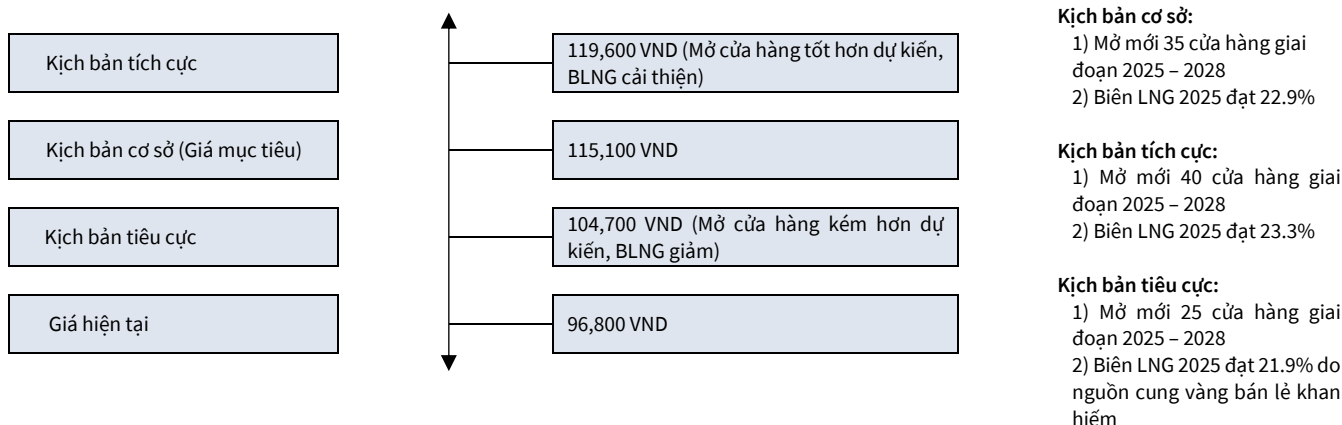 Kịch bản tích cực
119,600 VND (Mở cửa hàng tốt hơn dự kiến,
BLNG cải thiện)
Kịch bản cơ sở (Giá mục tiêu)
115,100 VND
Kịch bản tiêu cực
104,700 VND (Mở cửa hàng kém hơn dự
kiến, BLNG giảm)
Giá hiện tại
96,800 VND
Kịch bản cơ sở:
1) Mở mới 35 cửa hàng giai
đoạn 2025 – 2028
2) Biên LNG 2025 đạt 22.9%
Kịch bản tích cực:
1) Mở mới 40 cửa hàng giai
đoạn 2025 – 2028
2) Biên LNG 2025 đạt 23.3%
Kịch bản tiêu cực:
1) Mở mới 25 cửa hàng giai
đoạn 2025 – 2028
2) Biên LNG 2025 đạt 21.9% do
nguồn cung vàng bán lẻ khan
hiếm